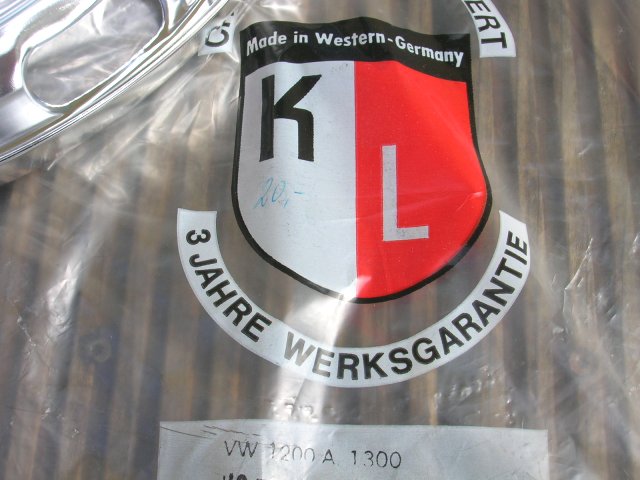 Made in Western-Germany
K
L
20,-
3 JAHRE WERKSGARANTIE
VW 1200 A 1300